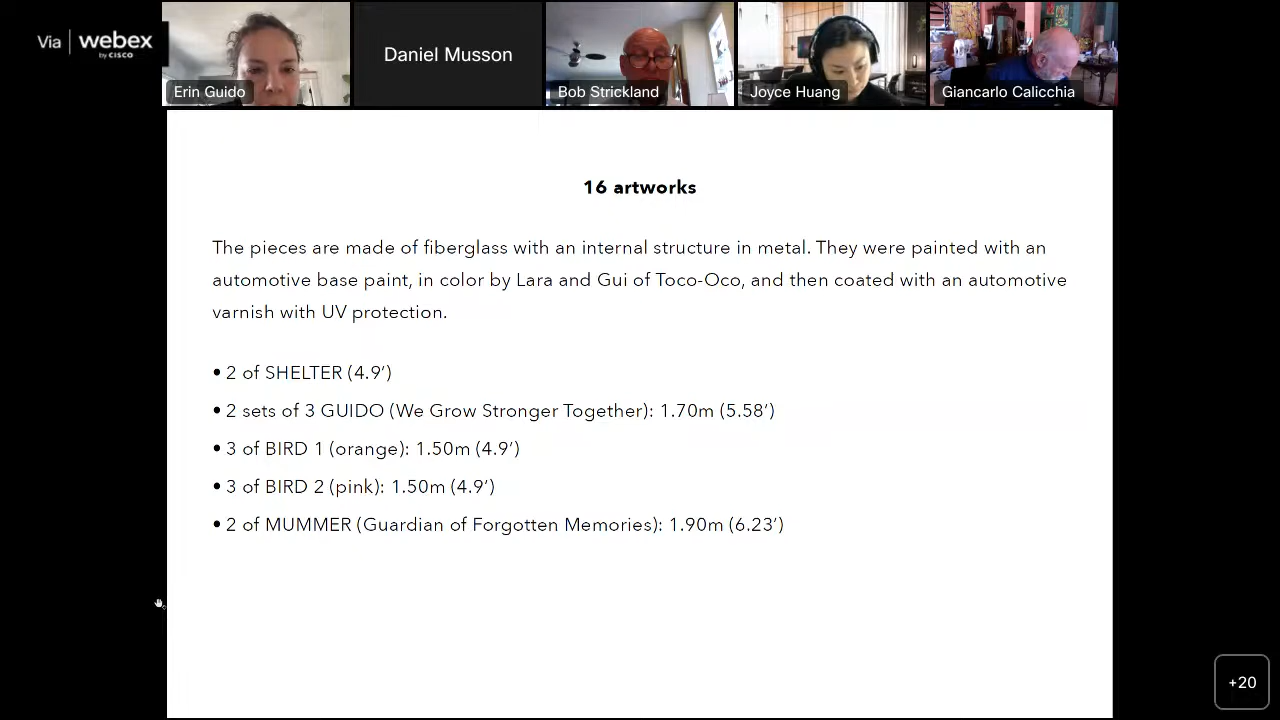 Via | webex
by CISCO
Erin Guido
Daniel Musson
Bob Strickland
Joyce Huang
Giancarlo Calicchia
16 artworks
The pieces are made of fiberglass with an internal structure in metal. They were painted with an
automotive base paint, in color by Lara and Gui of Toco-Oco, and then coated with an automotive
varnish with UV protection.
• 2 of SHELTER (4.9’)
• 2 sets of 3 GUIDO (We Grow Stronger Together): 1.70m (5.58’)
• 3 of BIRD 1 (orange): 1.50m (4.9’)
• 3 of BIRD 2 (pink): 1.50m (4.9’)
• 2 of MUMMER (Guardian of Forgotten Memories): 1.90m (6.23’)
+20